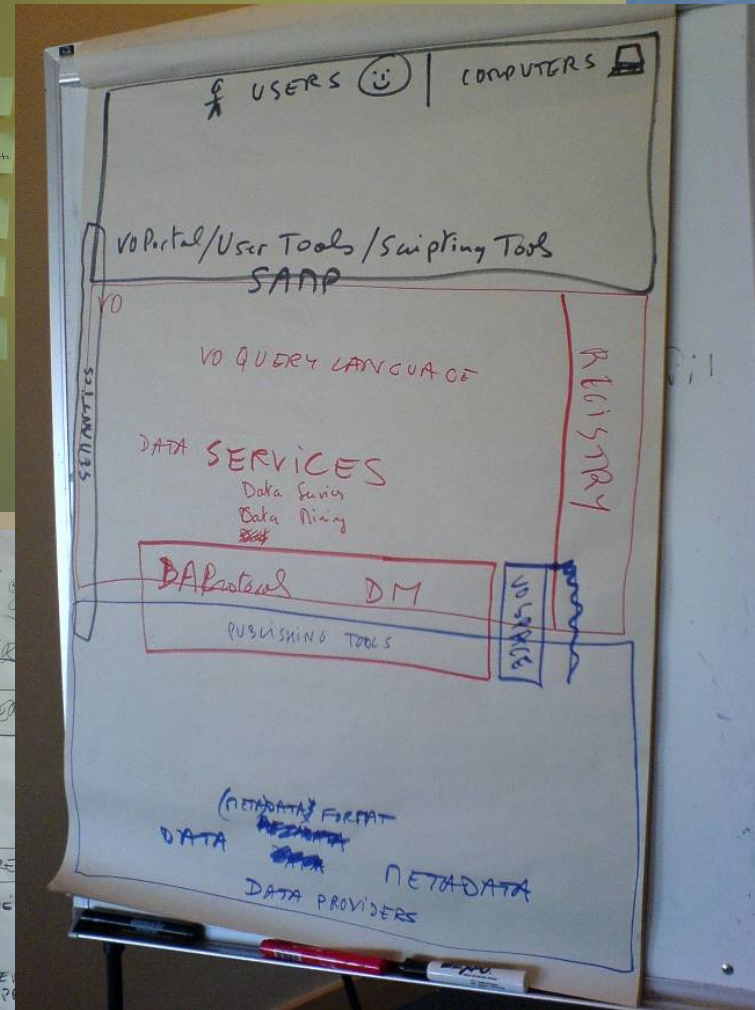 USERS | COMPUTERS
VOPortal/User Tools/Scripting Tools
SAMP
VO
SEMANTICS
VO QUERY LANGUAGE
REGISTRY
DATA SERVICES
Data Services
Data Mining
DAProtocol DM
VOSPACE
PUBLISHING TOOLS
(METADATA) FORMAT
DATA
METADATA
DATA PROVIDERS